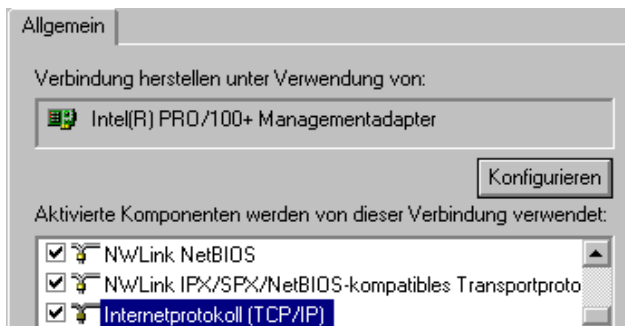 Allgemein
Verbindung herstellen unter Verwendung von:
Intel(R) PRO/100+ Managementadapter
Konfigurieren
Aktivierte Komponenten werden von dieser Verbindung verwendet:
NWLink NetBIOS
NWLink IPX/SPX/NetBIOS-kompatibles Transportproto
Internetprotokoll (TCP/IP)